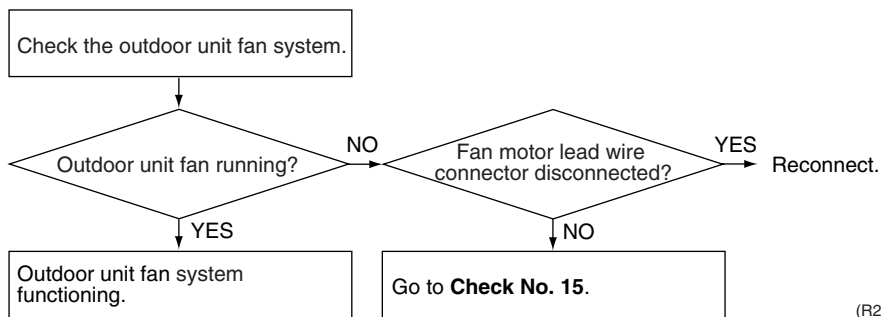 Check the outdoor unit fan system.
Outdoor unit fan running?
NO
Fan motor lead wire
connector disconnected?
YES
Reconnect.
YES
NO
Outdoor unit fan system
functioning.
Go to Check No. 15.
(R2